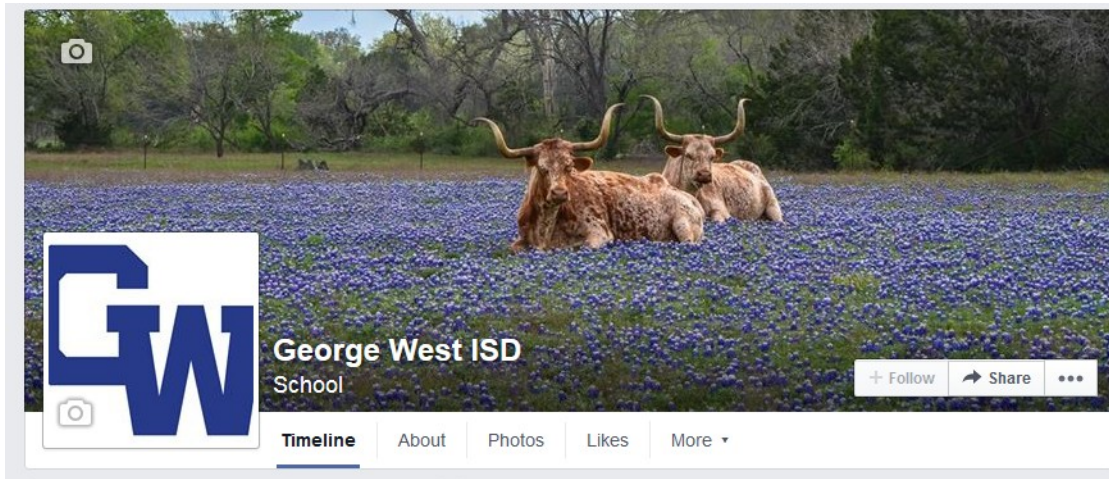 GW
George West ISD
School
+ Follow
Share
•••
Timeline
About
Photos
Likes
More